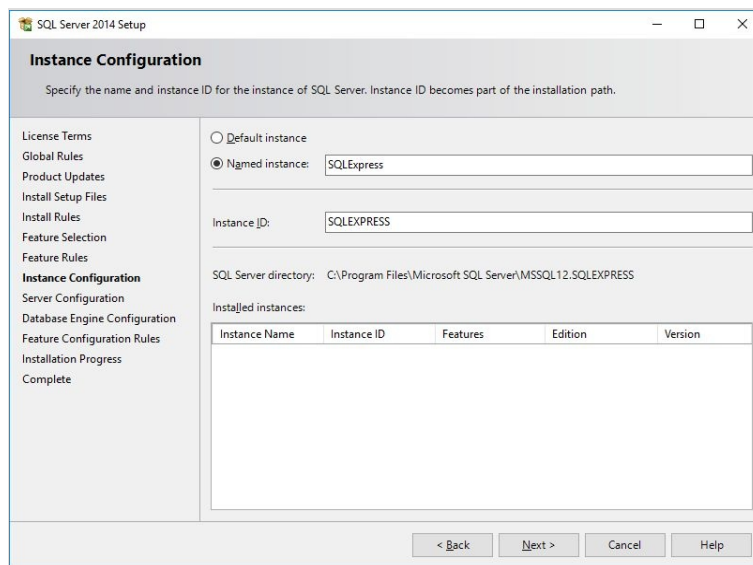 SQL Server 2014 Setup
Instance Configuration
Specify the name and instance ID for the instance of SQL Server. Instance ID becomes part of the installation path.
License Terms
Global Rules
Product Updates
Install Setup Files
Install Rules
Feature Selection
Feature Rules
Instance Configuration
Server Configuration
Database Engine Configuration
Feature Configuration Rules
Installation Progress
Complete
Default instance
Named instance: SQLExpress
Instance ID: SQLEXPRESS
SQL Server directory: C:\Program Files\Microsoft SQL Server\MSSQL12.SQLEXPRESS
Installed instances:
Instance Name Instance ID Features Edition Version
< Back Next > Cancel Help